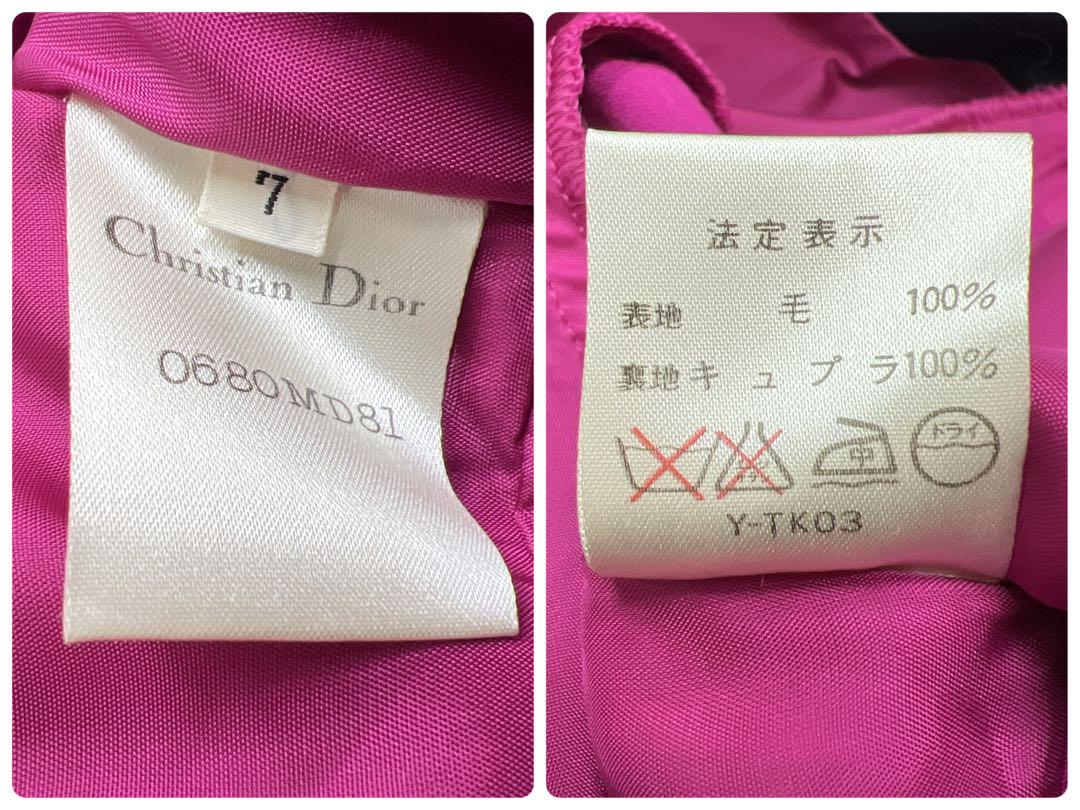 7
Christian Dior
0680MD81
法定表示
表地 毛 100%
裏地キュプラ100%
中 ドライ
Y-TK03